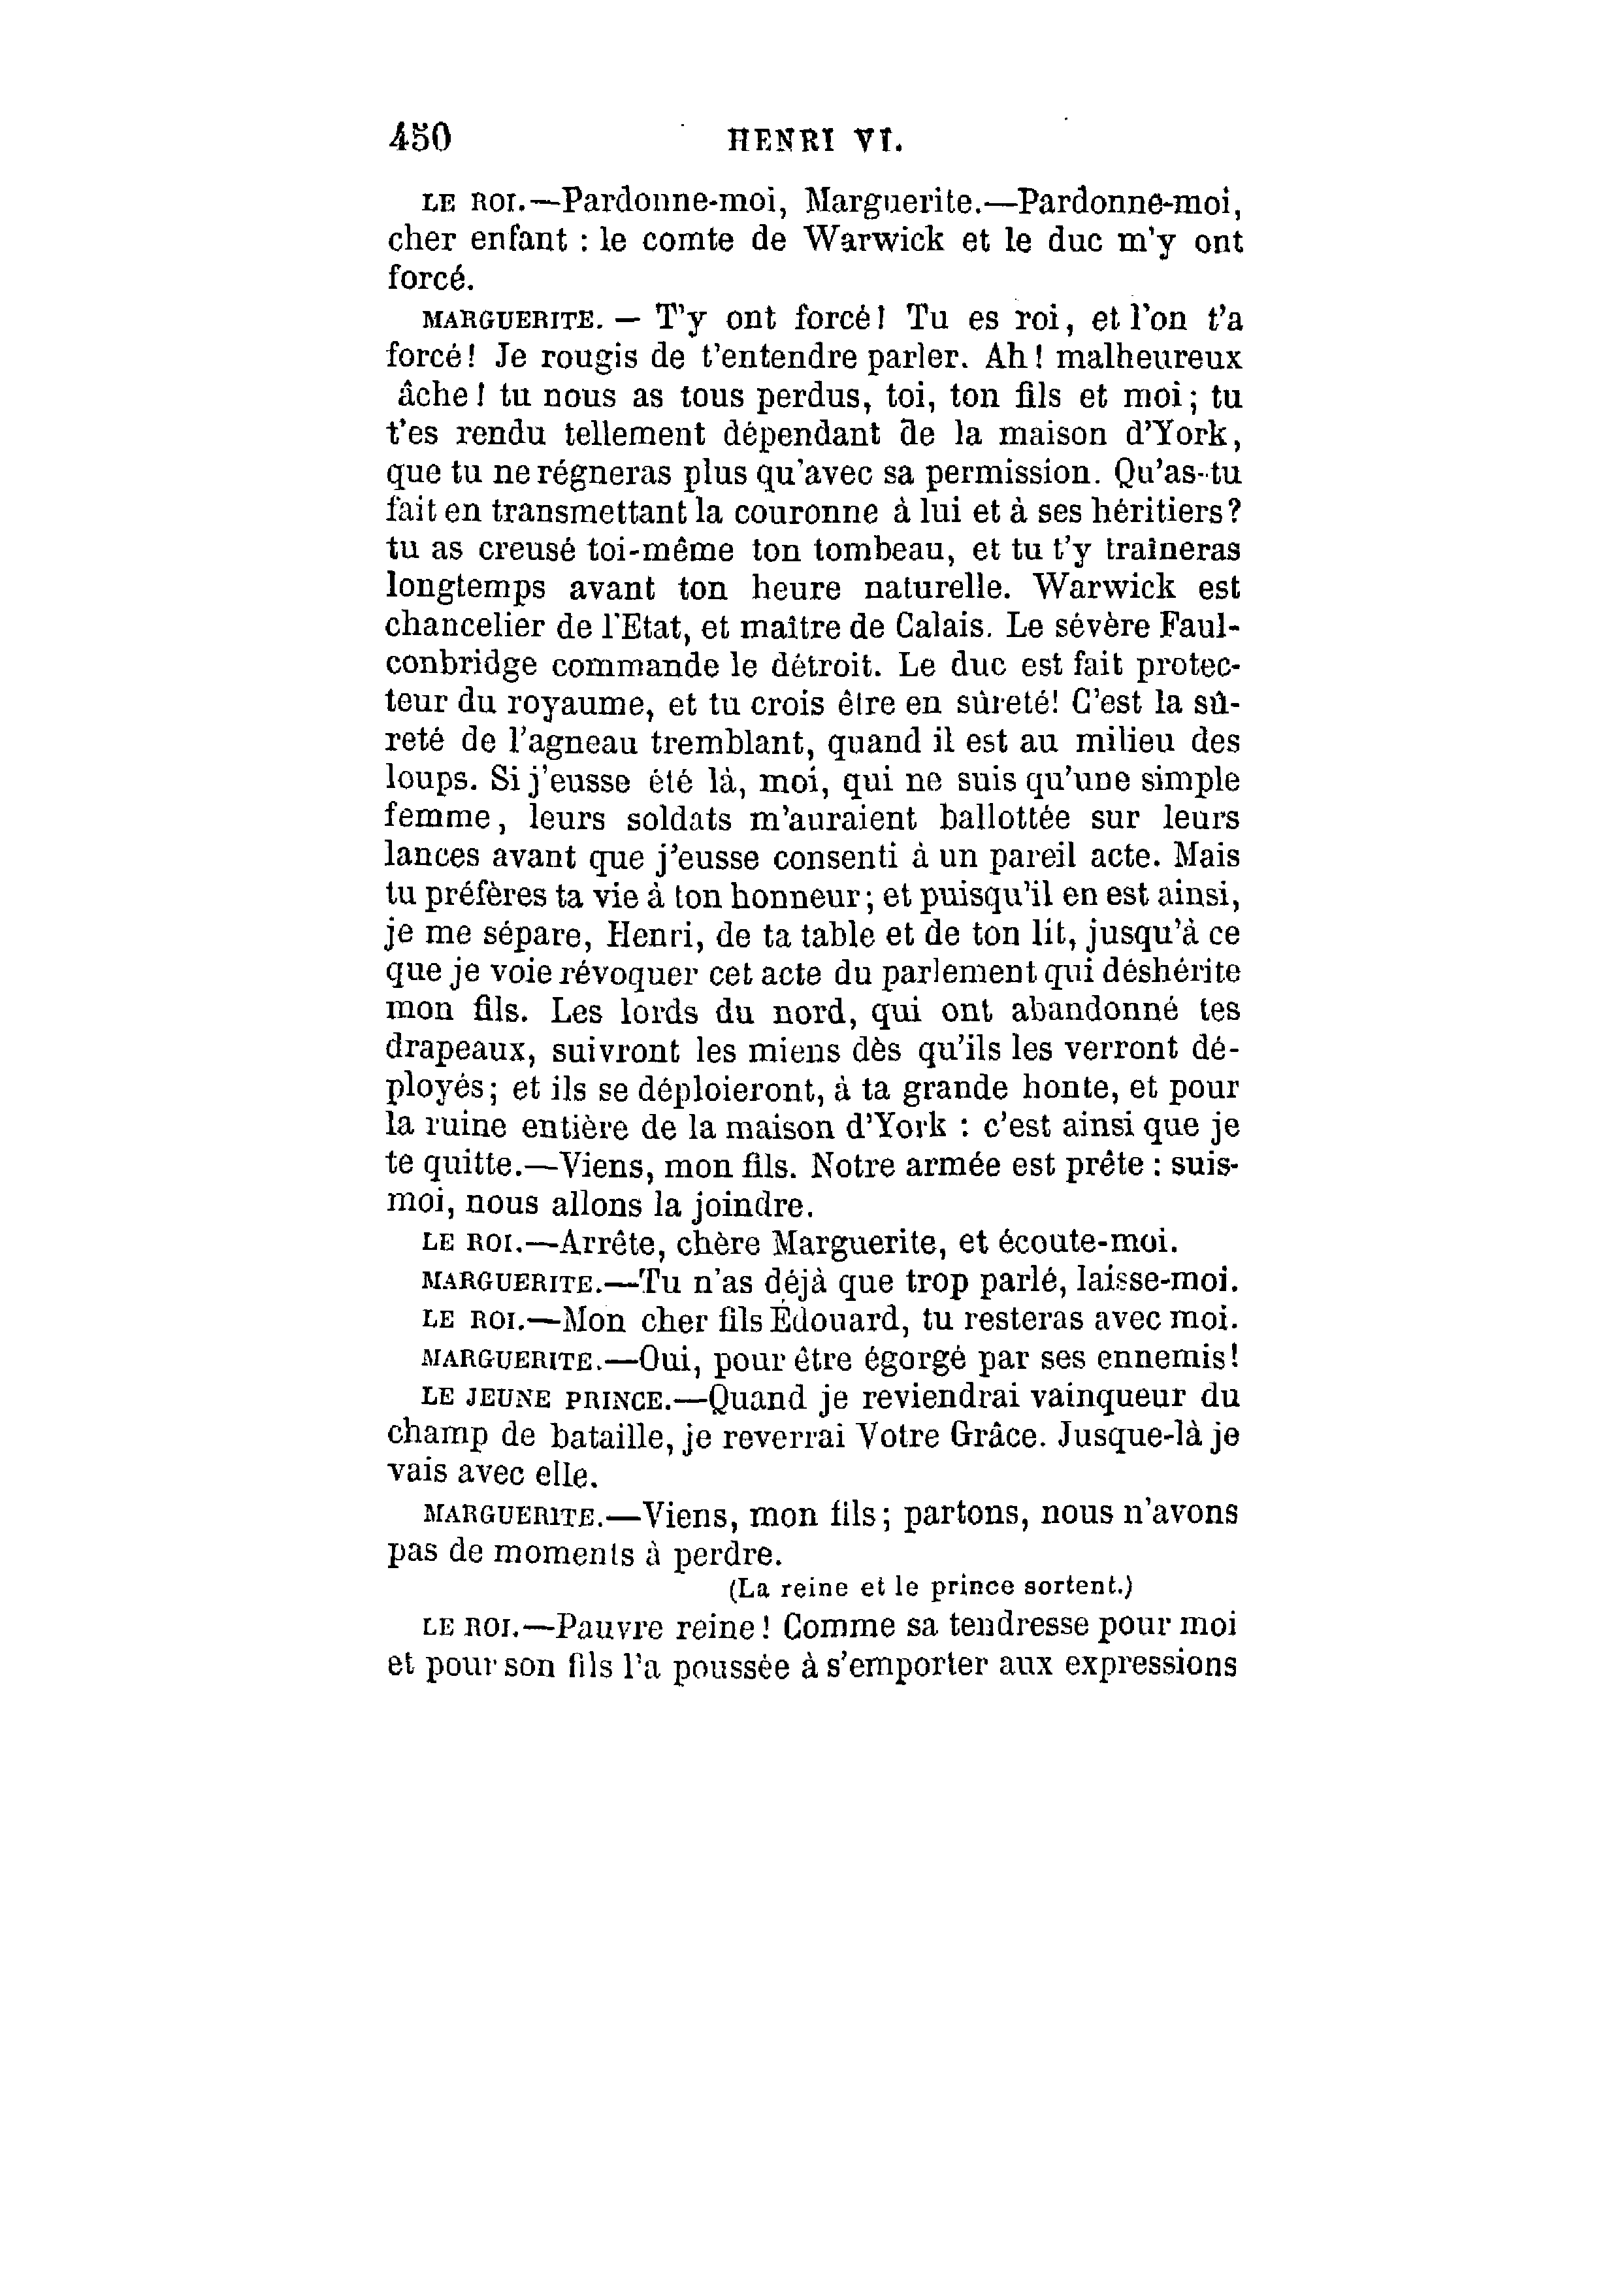 450 HENRI VI.
LE ROI.—Pardonne-moi, Marguerite.—Pardonne-moi,
cher enfant : le comte de Warwick et le duc m'y ont
forcé.
MARGUERITE. — T'y ont forcé! Tu es roi, et l'on t'a
forcé! Je rougis de t'entendre parler. Ah! malheureux
âche! tu nous as tous perdus, toi, ton fils et moi; tu
t'es rendu tellement dépendant de la maison d'York,
que tu ne régneras plus qu'avec sa permission. Qu'as-tu
fait en transmettant la couronne à lui et à ses héritiers?
tu as creusé toi-même ton tombeau, et tu t'y traîneras
longtemps avant ton heure naturelle. Warwick est
chancelier de l'Etat, et maître de Calais. Le sévère Faul-
conbridge commande le détroit. Le duc est fait protec-
teur du royaume, et tu crois être en sûreté! C'est la sû-
reté de l'agneau tremblant, quand il est au milieu des
loups. Si j'eusse été là, moi, qui ne suis qu'une simple
femme, leurs soldats m'auraient ballottée sur leurs
lances avant que j'eusse consenti à un pareil acte. Mais
tu préfères ta vie à ton honneur; et puisqu'il en est ainsi,
je me sépare, Henri, de ta table et de ton lit, jusqu'à ce
que je voie révoquer cet acte du parlement qui déshérite
mon fils. Les lords du nord, qui ont abandonné tes
drapeaux, suivront les miens dès qu'ils les verront dé-
ployés; et ils se déploieront, à ta grande honte, et pour
la ruine entière de la maison d'York : c'est ainsi que je
te quitte.—Viens, mon fils. Notre armée est prête : suis-
moi, nous allons la joindre.
LE ROI.—Arrête, chère Marguerite, et écoute-moi.
MARGUERITE.—Tu n'as déjà que trop parlé, laisse-moi.
LE ROI.—Mon cher fils Édouard, tu resteras avec moi.
MARGUERITE.—Oui, pour être égorgé par ses ennemis!
LE JEUNE PRINCE.—Quand je reviendrai vainqueur du
champ de bataille, je reverrai Votre Grâce. Jusque-là je
vais avec elle.
MARGUERITE.—Viens, mon fils; partons, nous n'avons
pas de moments à perdre.
(La reine et le prince sortent.)
LE ROI.—Pauvre reine! Comme sa tendresse pour moi
et pour son fils l'a poussée à s'emporter aux expressions